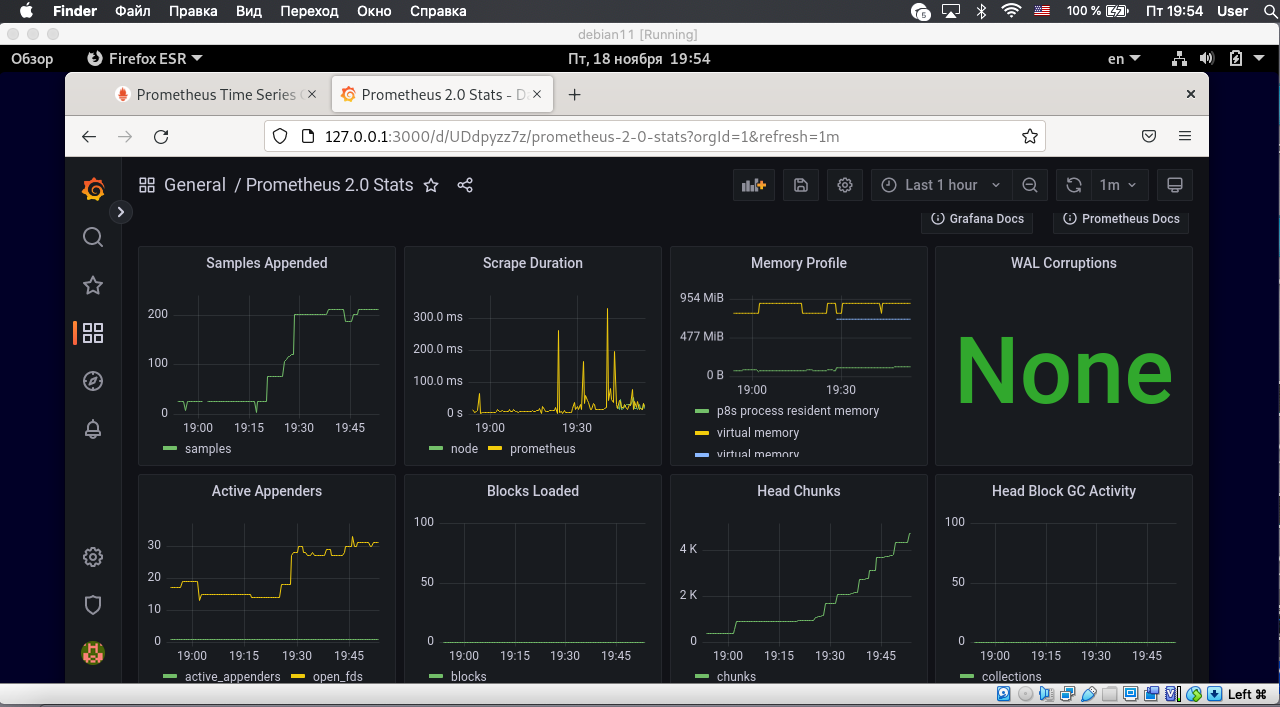 Finder Файл Правка Вид Переход Окно Справка 100 % Пт 19:54 User
debian11 [Running]
Обзор Firefox ESR Пт, 18 ноября 19:54 en
Prometheus Time Series Prometheus 2.0 Stats - Da
127.0.0.1:3000/d/UDdpyzz7z/prometheus-2-0-stats?orgId=1&refresh=1m
General / Prometheus 2.0 Stats Last 1 hour 1m
Grafana Docs Prometheus Docs
Samples Appended
200
100
0
19:00 19:15 19:30 19:45
samples
Scrape Duration
300.0 ms
200.0 ms
100.0 ms
0 s
19:00 19:30
node prometheus
Memory Profile
954 MiB
477 MiB
0 B
19:00 19:30
p8s process resident memory
virtual memory
virtual memory
WAL Corruptions
None
Active Appenders
30
20
10
0
19:00 19:15 19:30 19:45
active_appenders open_fds
Blocks Loaded
100
50
0
19:00 19:15 19:30 19:45
blocks
Head Chunks
4 K
2 K
0
19:00 19:15 19:30 19:45
chunks
Head Block GC Activity
100
50
0
19:00 19:15 19:30 19:45
collections
Left ⌘